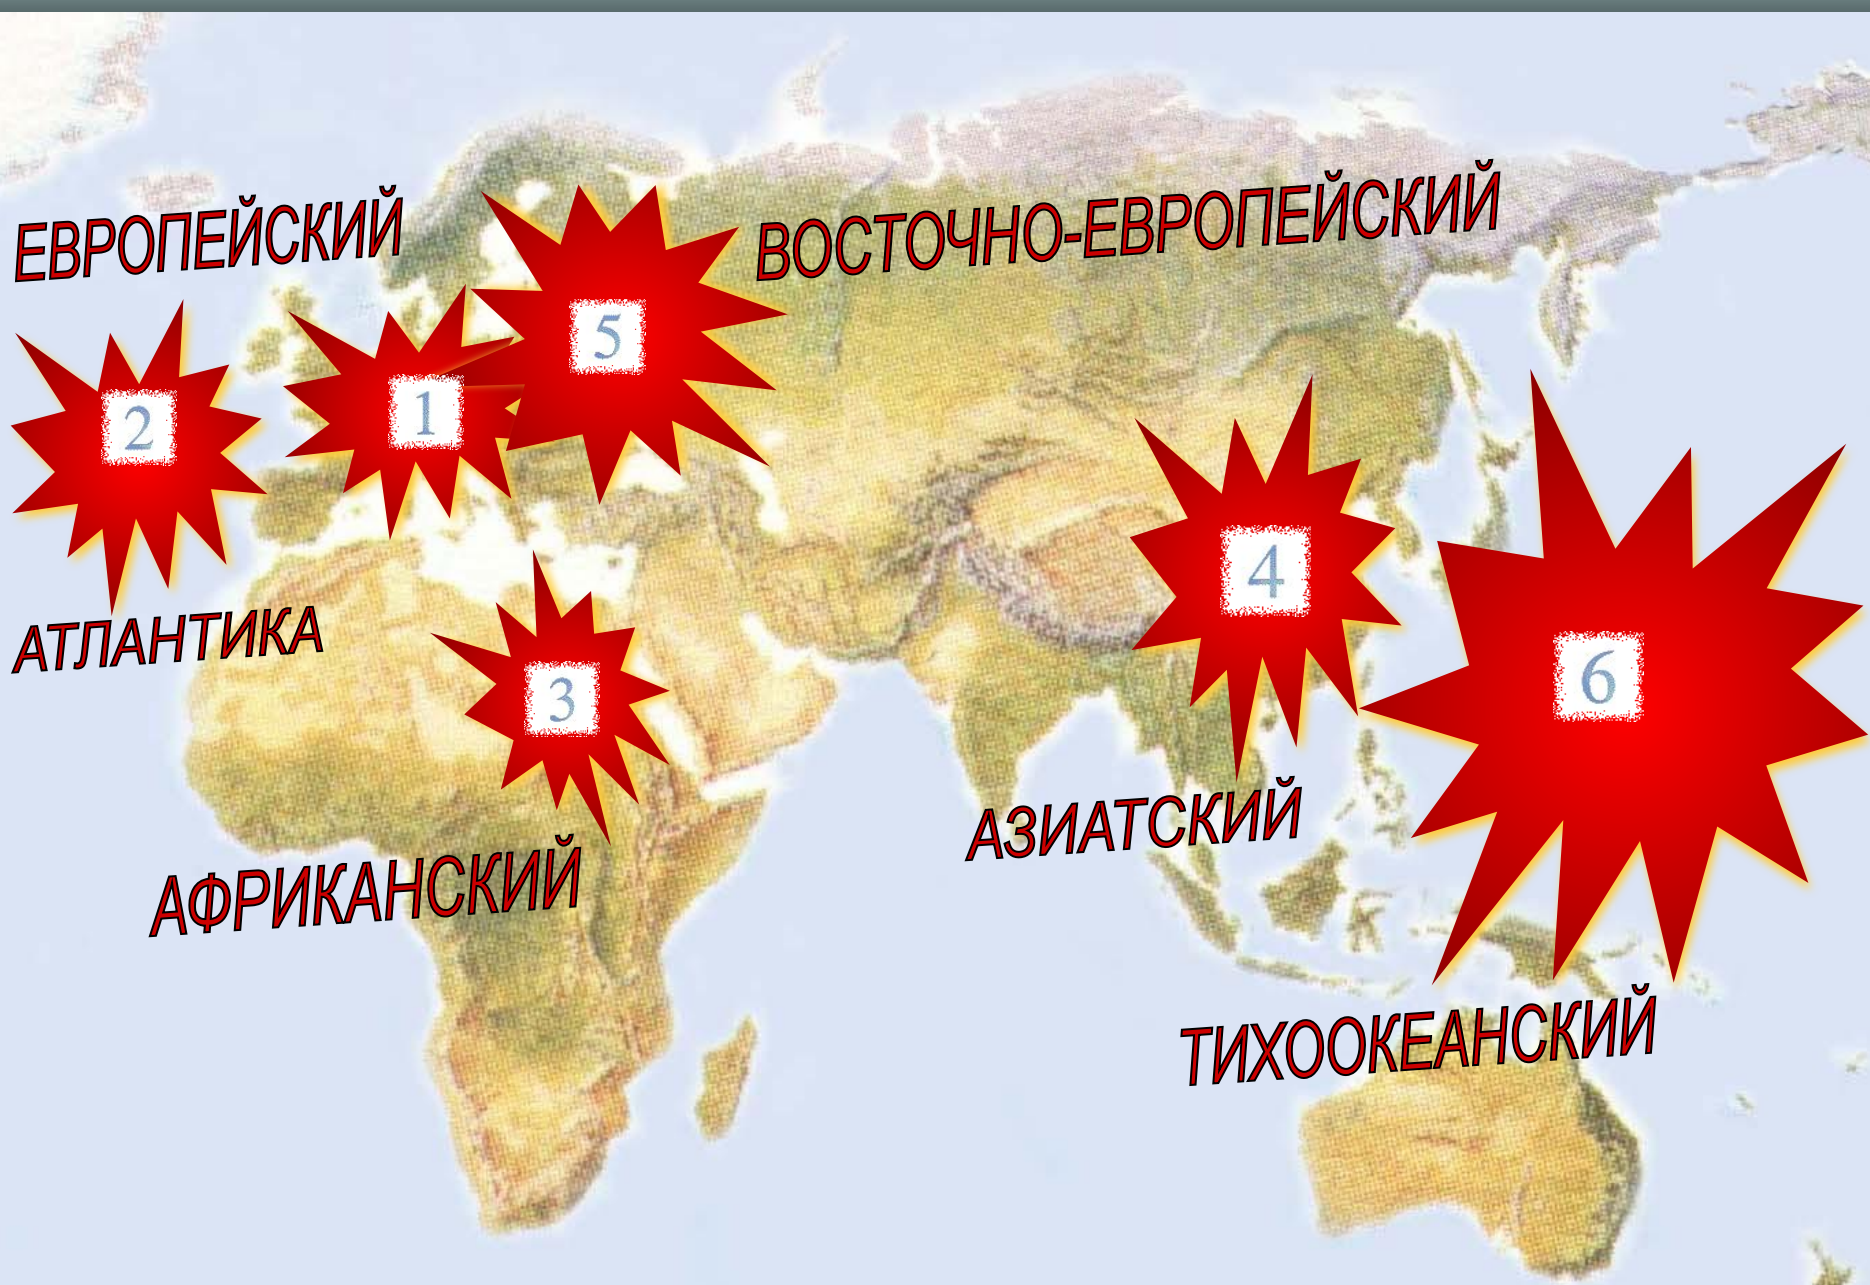 ЕВРОПЕЙСКИЙ
ВОСТОЧНО-ЕВРОПЕЙСКИЙ
5
1
2
4
АТЛАНТИКА
3
6
АЗИАТСКИЙ
АФРИКАНСКИЙ
ТИХООКЕАНСКИЙ